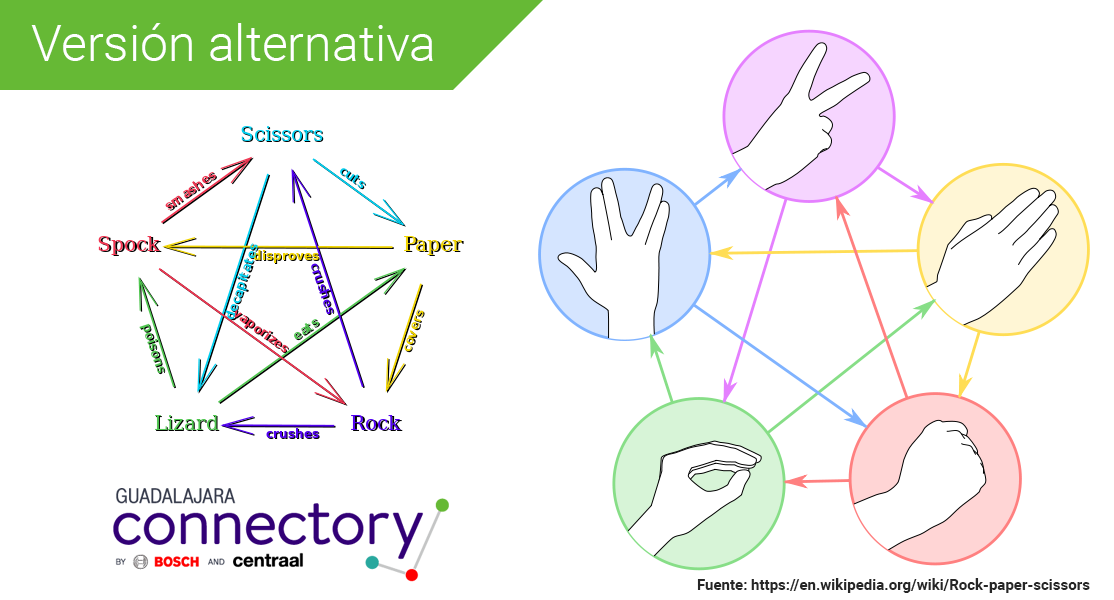 Versión alternativa
Scissors
smashes
cuts
Spock
Paper
disproves
decapitates
crushes
vaporizes
eats
poisons
covers
Lizard
Rock
crushes
GUADALAJARA
connectory
BY BOSCH AND centraal
Fuente: https://en.wikipedia.org/wiki/Rock-paper-scissors